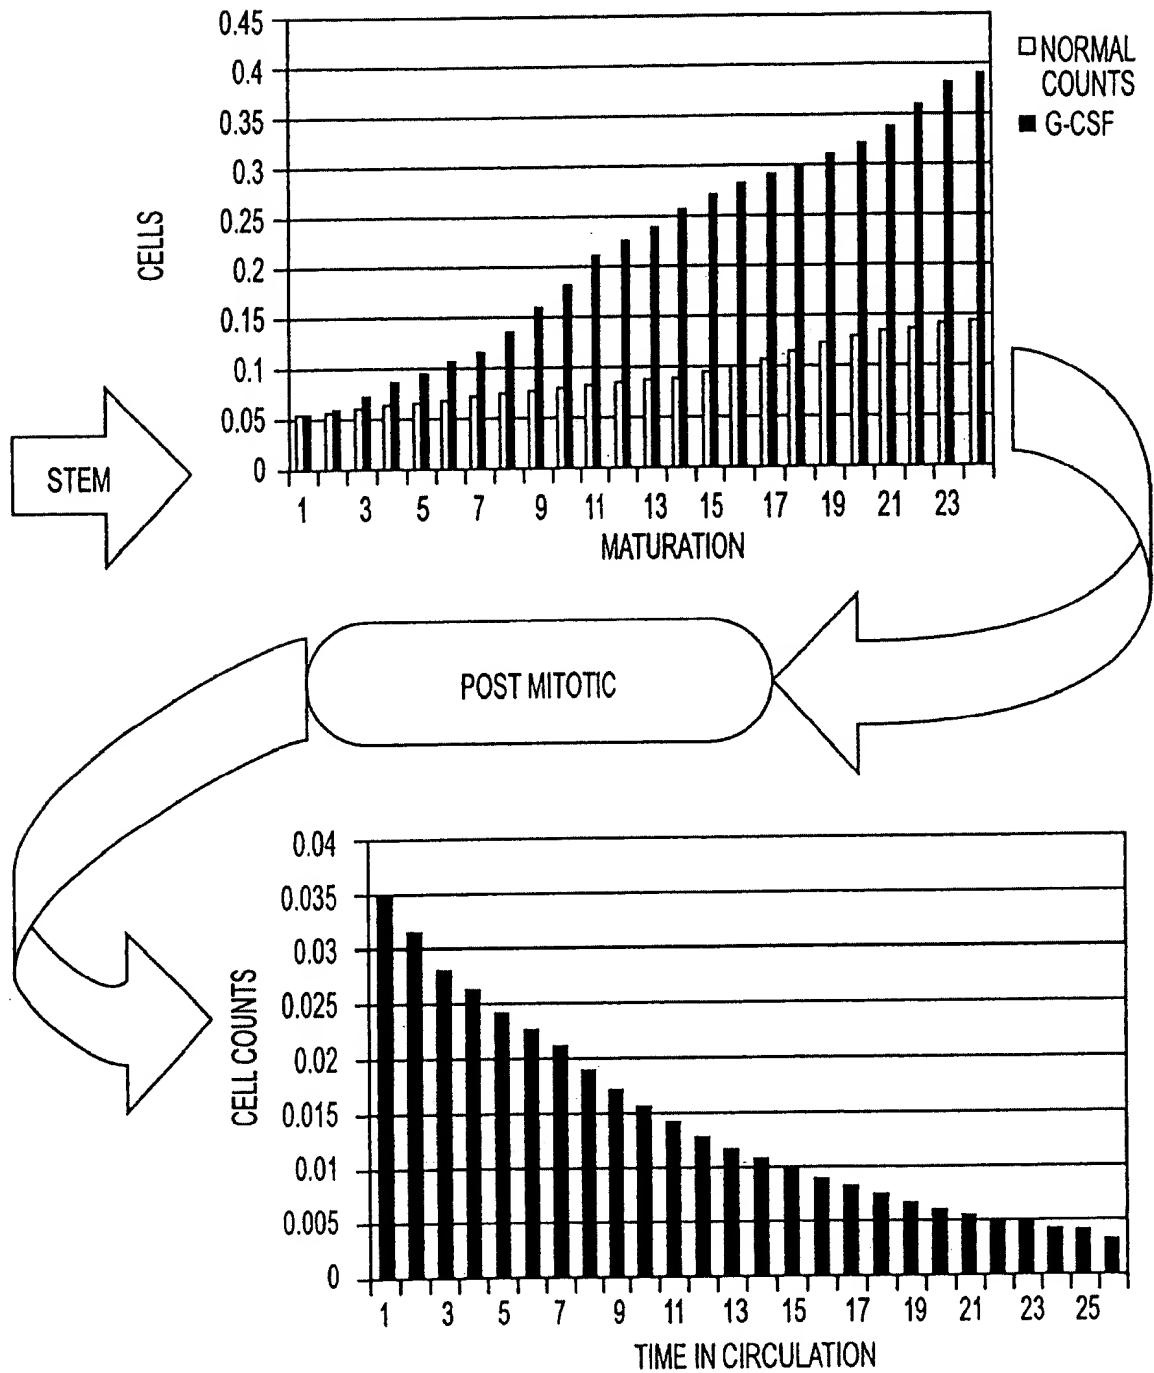 0.45
0.4
0.35
0.3
0.25
0.2
0.15
0.1
0.05
0
CELLS
NORMAL
COUNTS
G-CSF
1 3 5 7 9 11 13 15 17 19 21 23
MATURATION
STEM
POST MITOTIC
0.04
0.035
0.03
0.025
0.02
0.015
0.01
0.005
0
CELL COUNTS
1 3 5 7 9 11 13 15 17 19 21 23 25
TIME IN CIRCULATION